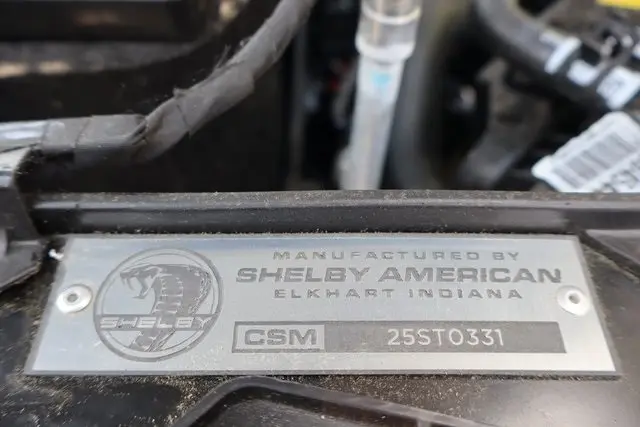 MANUFACTURED BY
SHELBY AMERICAN
ELKHART INDIANA
SHELBY
CSM 25ST0331